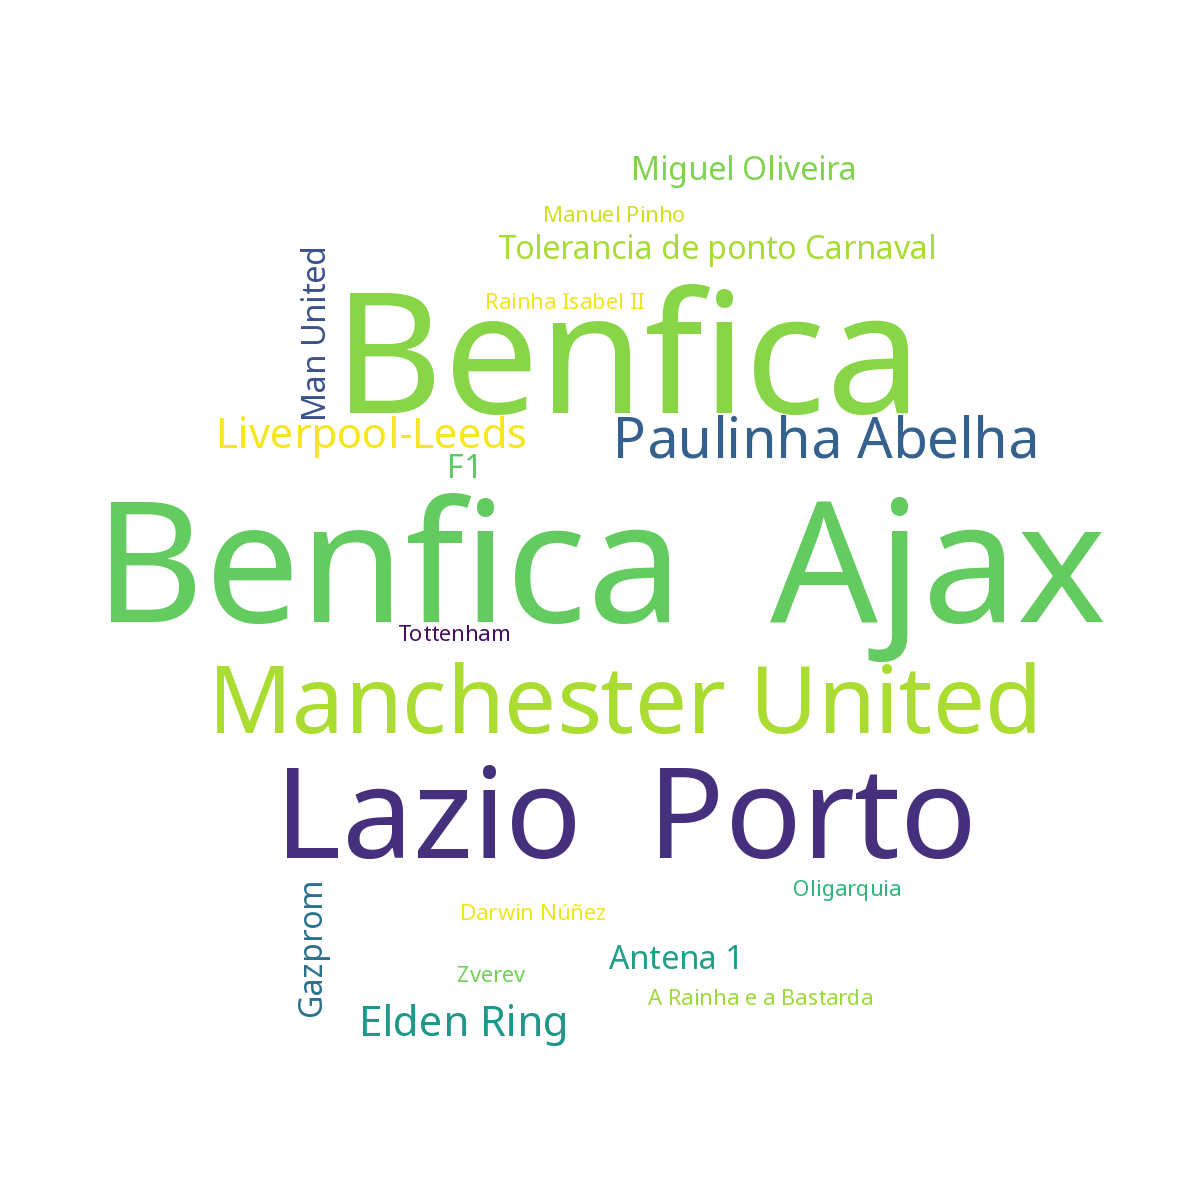 Miguel Oliveira
Manuel Pinho
Tolerancia de ponto Carnaval
Man United
Rainha Isabel II
Benfica
Liverpool-Leeds
Paulinha Abelha
F1
Benfica Ajax
Tottenham
Manchester United
Lazio Porto
Gazprom
Oligarquia
Darwin Núñez
Antena 1
Zverev
A Rainha e a Bastarda
Elden Ring